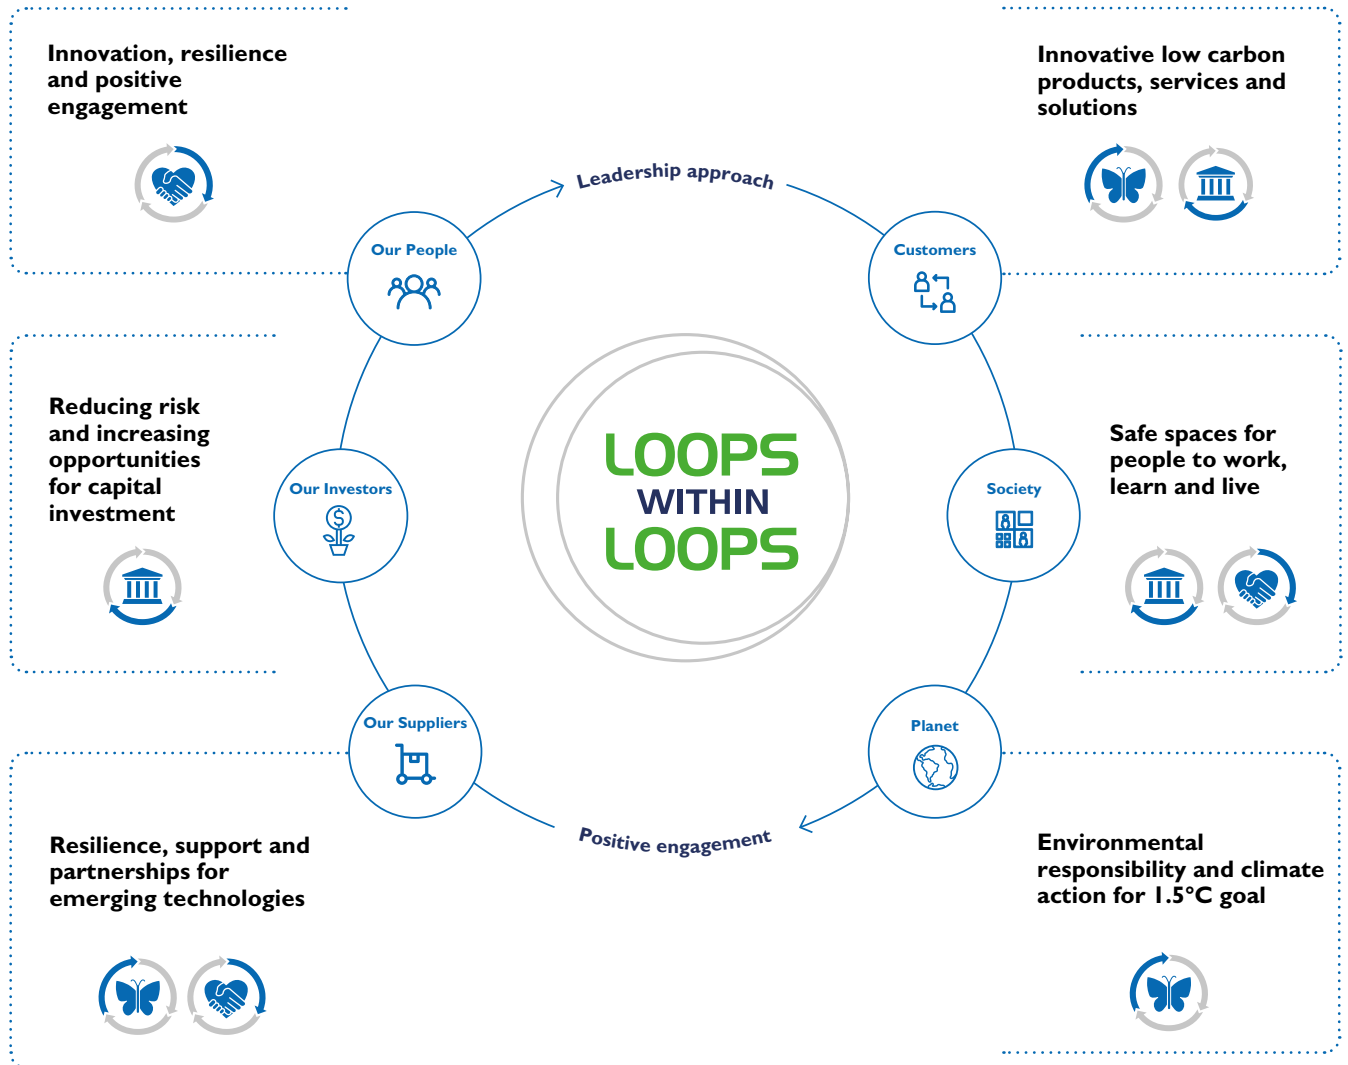 Innovation, resilience
and positive
engagement
Innovative low carbon
products, services and
solutions
Leadership approach
Our People
Customers
Reducing risk
and increasing
opportunities
for capital
investment
Our Investors
$
LOOPS
WITHIN
LOOPS
Society
Safe spaces for
people to work,
learn and live
Our Suppliers
Planet
Positive engagement
Resilience, support and
partnerships for
emerging technologies
Environmental
responsibility and climate
action for 1.5°C goal